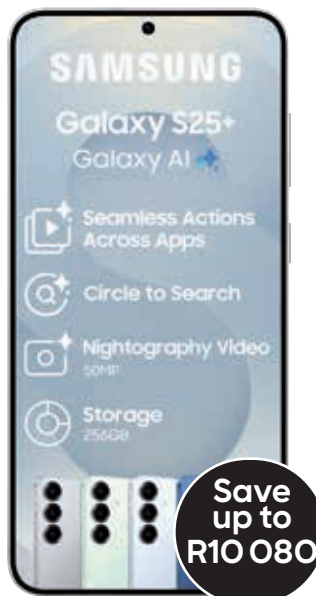 SAMSUNG
Galaxy S25+
Galaxy AI
Seamless Actions
Across Apps
Circle to Search
Nightography Video
50MP
Storage
256GB
Save
up to
R10 080